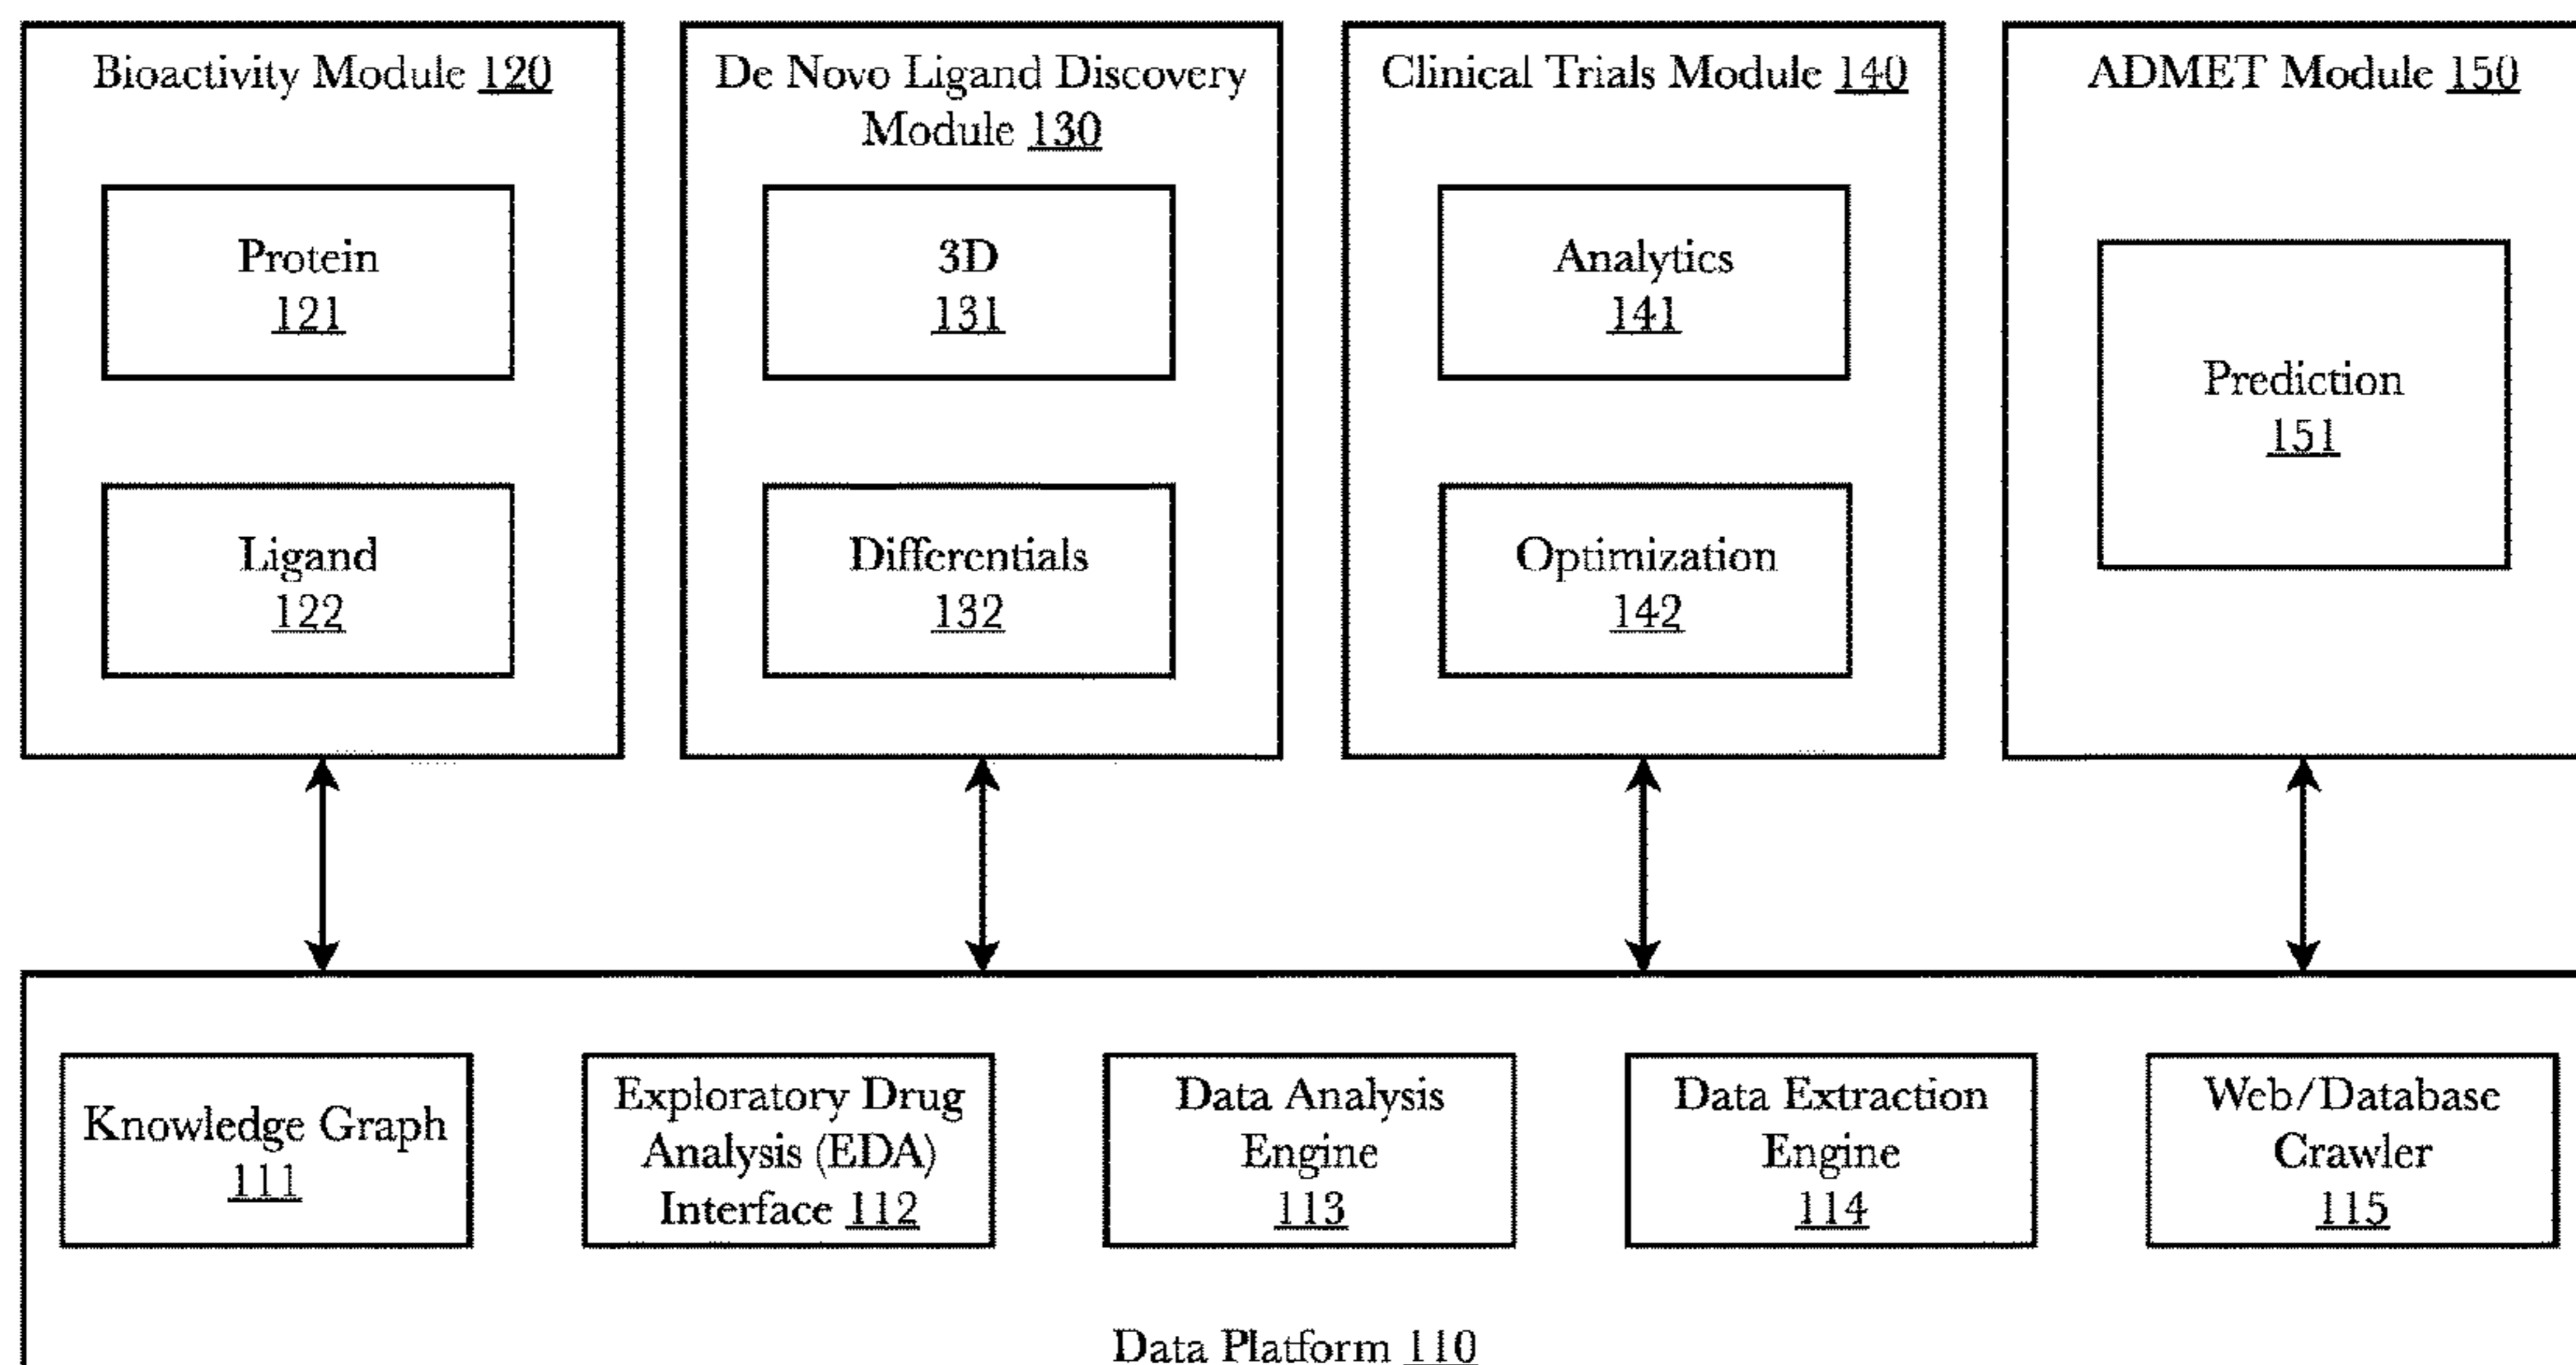 Bioactivity Module 120
Protein
121
Ligand
122
De Novo Ligand Discovery
Module 130
3D
131
Differentials
132
Clinical Trials Module 140
Analytics
141
Optimization
142
ADMET Module 150
Prediction
151
Knowledge Graph
111
Exploratory Drug
Analysis (EDA)
Interface 112
Data Analysis
Engine
113
Data Extraction
Engine
114
Web/Database
Crawler
115
Data Platform 110